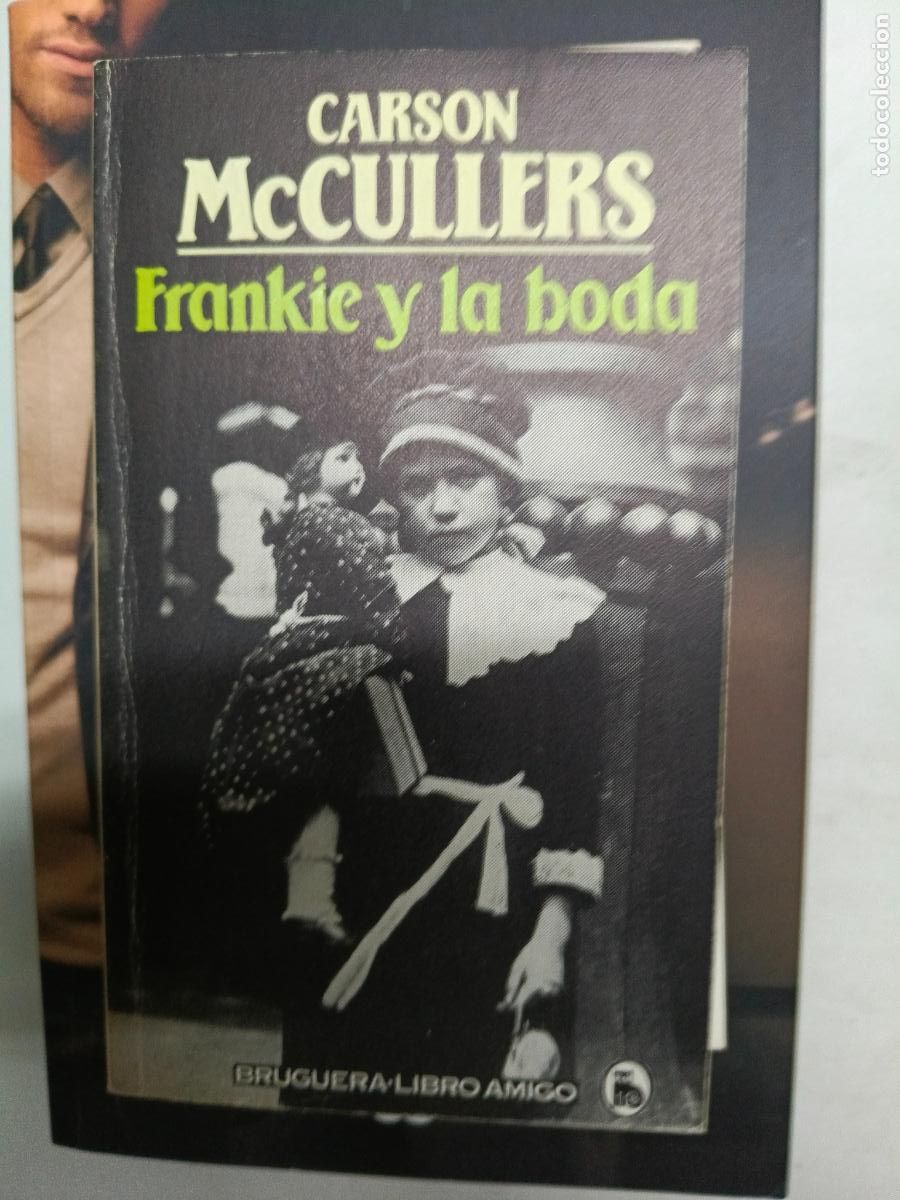 CARSON
McCULLERS
Frankie y la boda
BRUGUERA·LIBRO AMIGO
todocoleccion